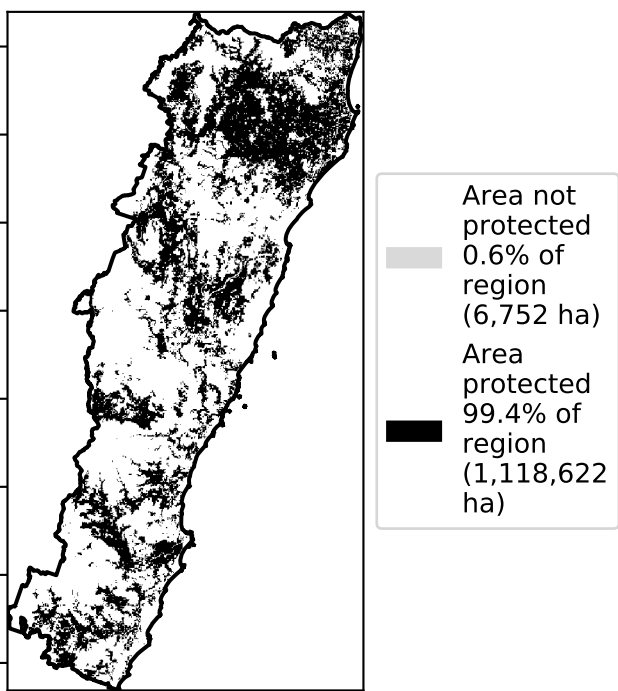 Area not
protected
0.6% of
region
(6,752 ha)
Area
protected
99.4% of
region
(1,118,622
ha)